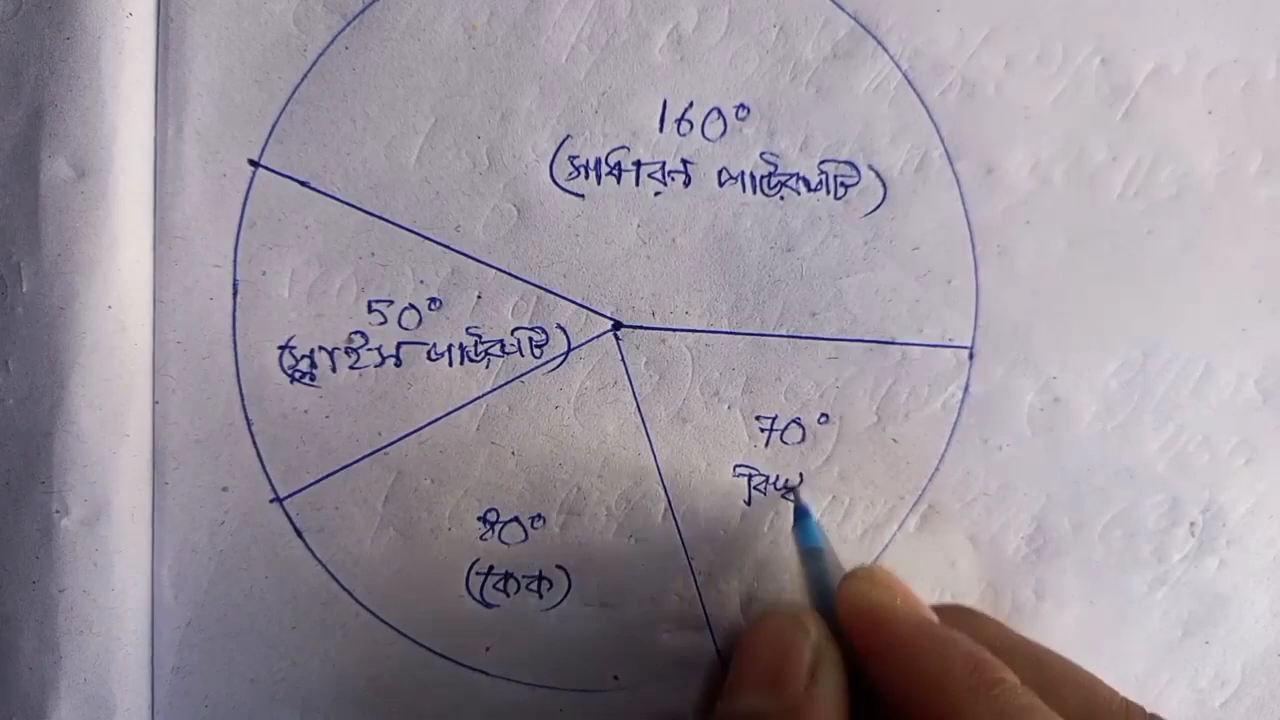 160°
(সাধারণ পাউরুটি)
50°
(স্লাইস পাউরুটি)
70°
80°
(কেক)